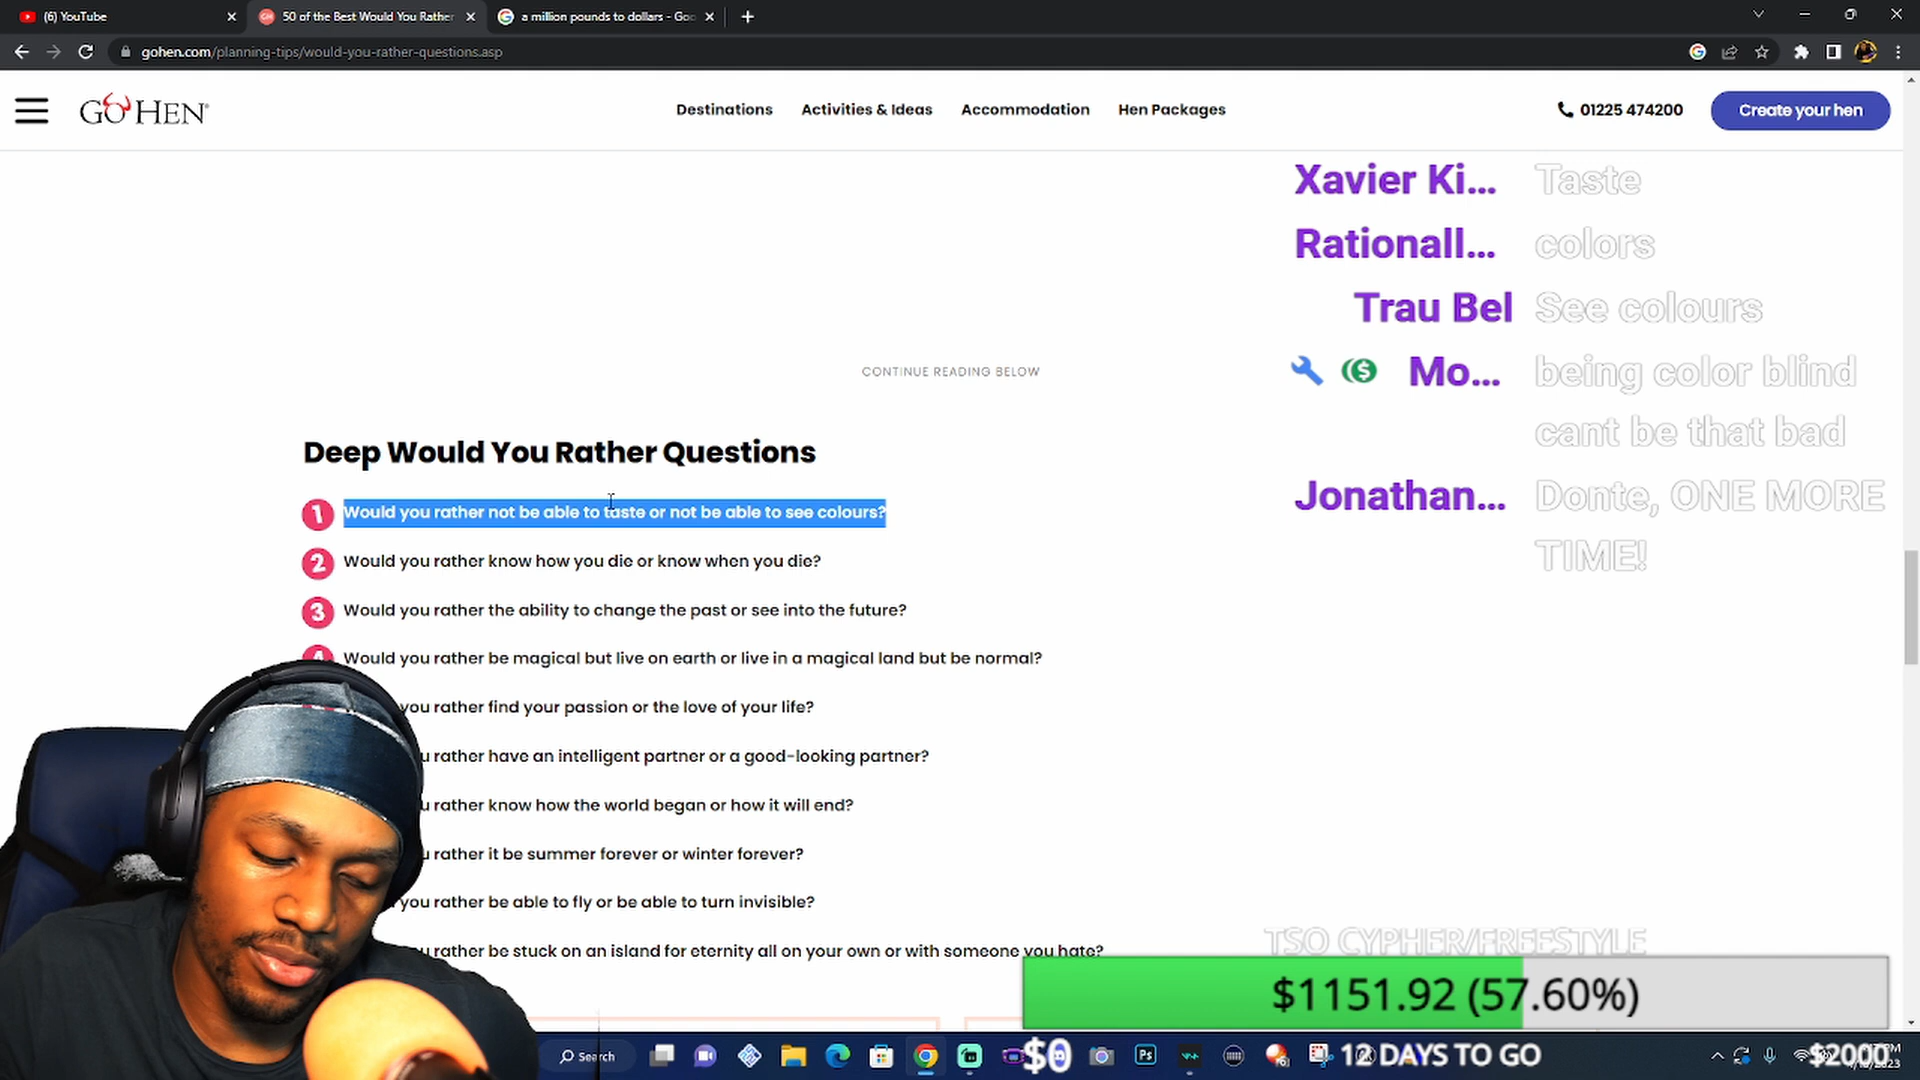 (6) YouTube
50 of the Best Would You Rather
a million pounds to dollars - Goo
gohen.com/planning-tips/would-you-rather-questions.asp
GO HEN
Destinations
Activities & Ideas
Accommodation
Hen Packages
01225 474200
Create your hen
Xavier Ki... Taste
Rationall... colors
Trau Bel See colours
Mo... being color blind
cant be that bad
Jonathan... Donte, ONE MORE
TIME!
CONTINUE READING BELOW
Deep Would You Rather Questions
1 Would you rather not be able to taste or not be able to see colours?
2 Would you rather know how you die or know when you die?
3 Would you rather the ability to change the past or see into the future?
4 Would you rather be magical but live on earth or live in a magical land but be normal?
you rather find your passion or the love of your life?
rather have an intelligent partner or a good-looking partner?
rather know how the world began or how it will end?
rather it be summer forever or winter forever?
you rather be able to fly or be able to turn invisible?
rather be stuck on an island for eternity all on your own or with someone you hate?
TSO CYPHER/FREESTYLE
$1151.92 (57.60%)
Search
Ps
$0
12 DAYS TO GO
$2000